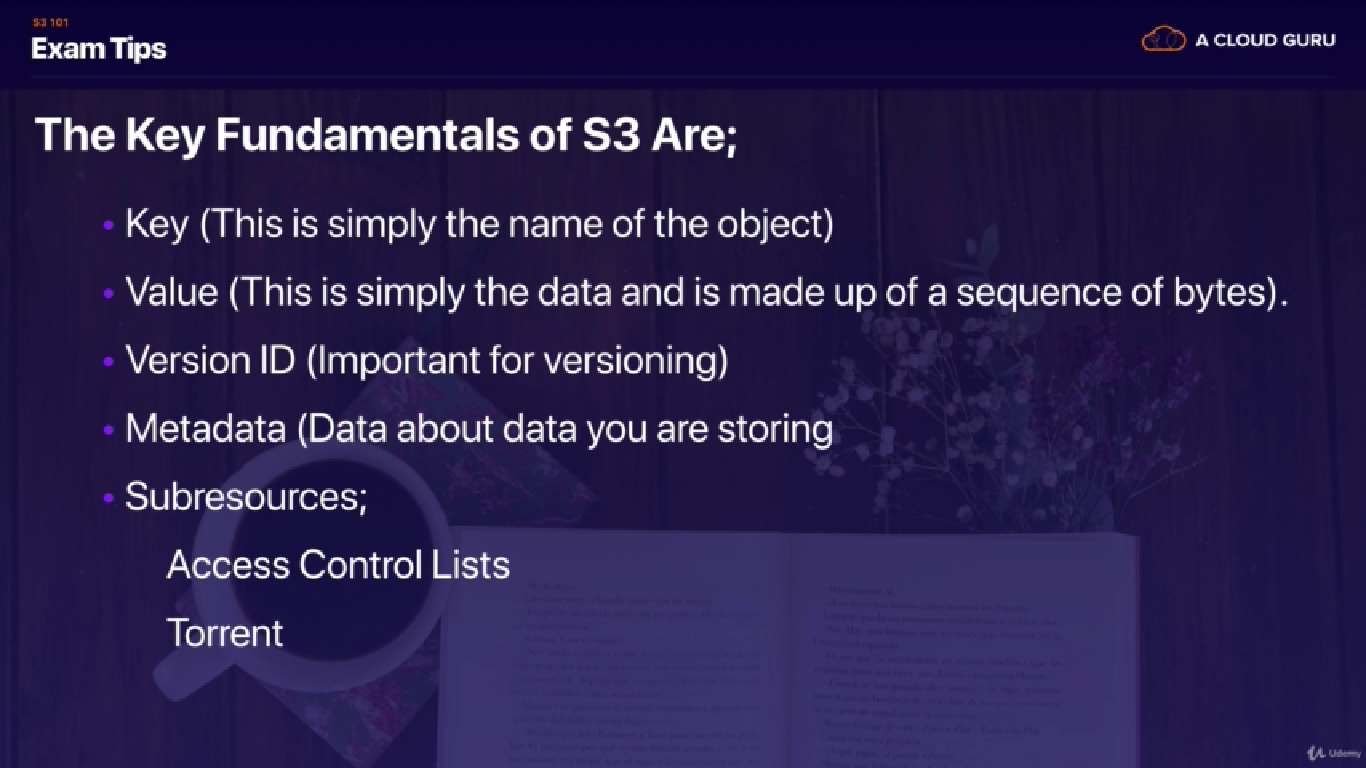 S3 101
Exam Tips
A CLOUD GURU
The Key Fundamentals of S3 Are;
• Key (This is simply the name of the object)
• Value (This is simply the data and is made up of a sequence of bytes).
• Version ID (Important for versioning)
• Metadata (Data about data you are storing
• Subresources;
Access Control Lists
Torrent
Udemy